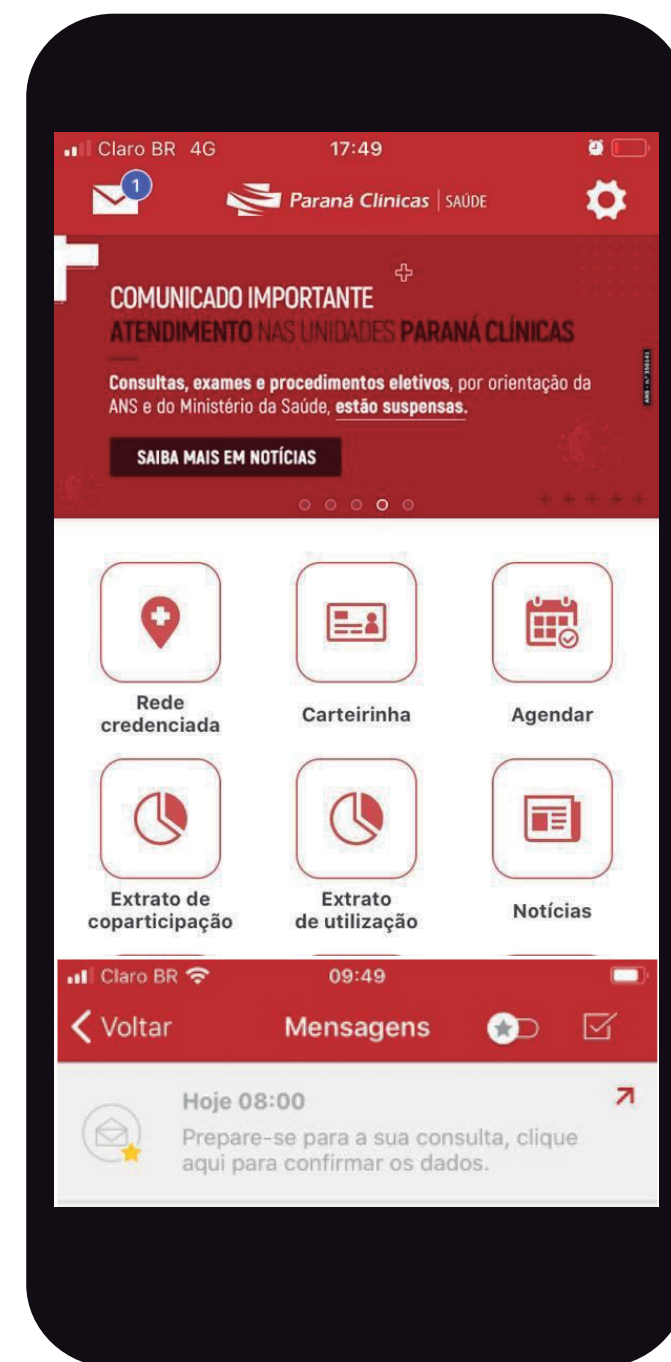 Claro BR 4G 17:49
1
Paraná Clínicas | SAÚDE
COMUNICADO IMPORTANTE
ATENDIMENTO NAS UNIDADES PARANÁ CLÍNICAS
Consultas, exames e procedimentos eletivos, por orientação da
ANS e do Ministério da Saúde, estão suspensas.
ANS - n.º 350141
SAIBA MAIS EM NOTÍCIAS
Rede
credenciada
Carteirinha
Agendar
Extrato de
coparticipação
Extrato
de utilização
Notícias
Claro BR 09:49
Voltar Mensagens
Hoje 08:00
Prepare-se para a sua consulta, clique
aqui para confirmar os dados.